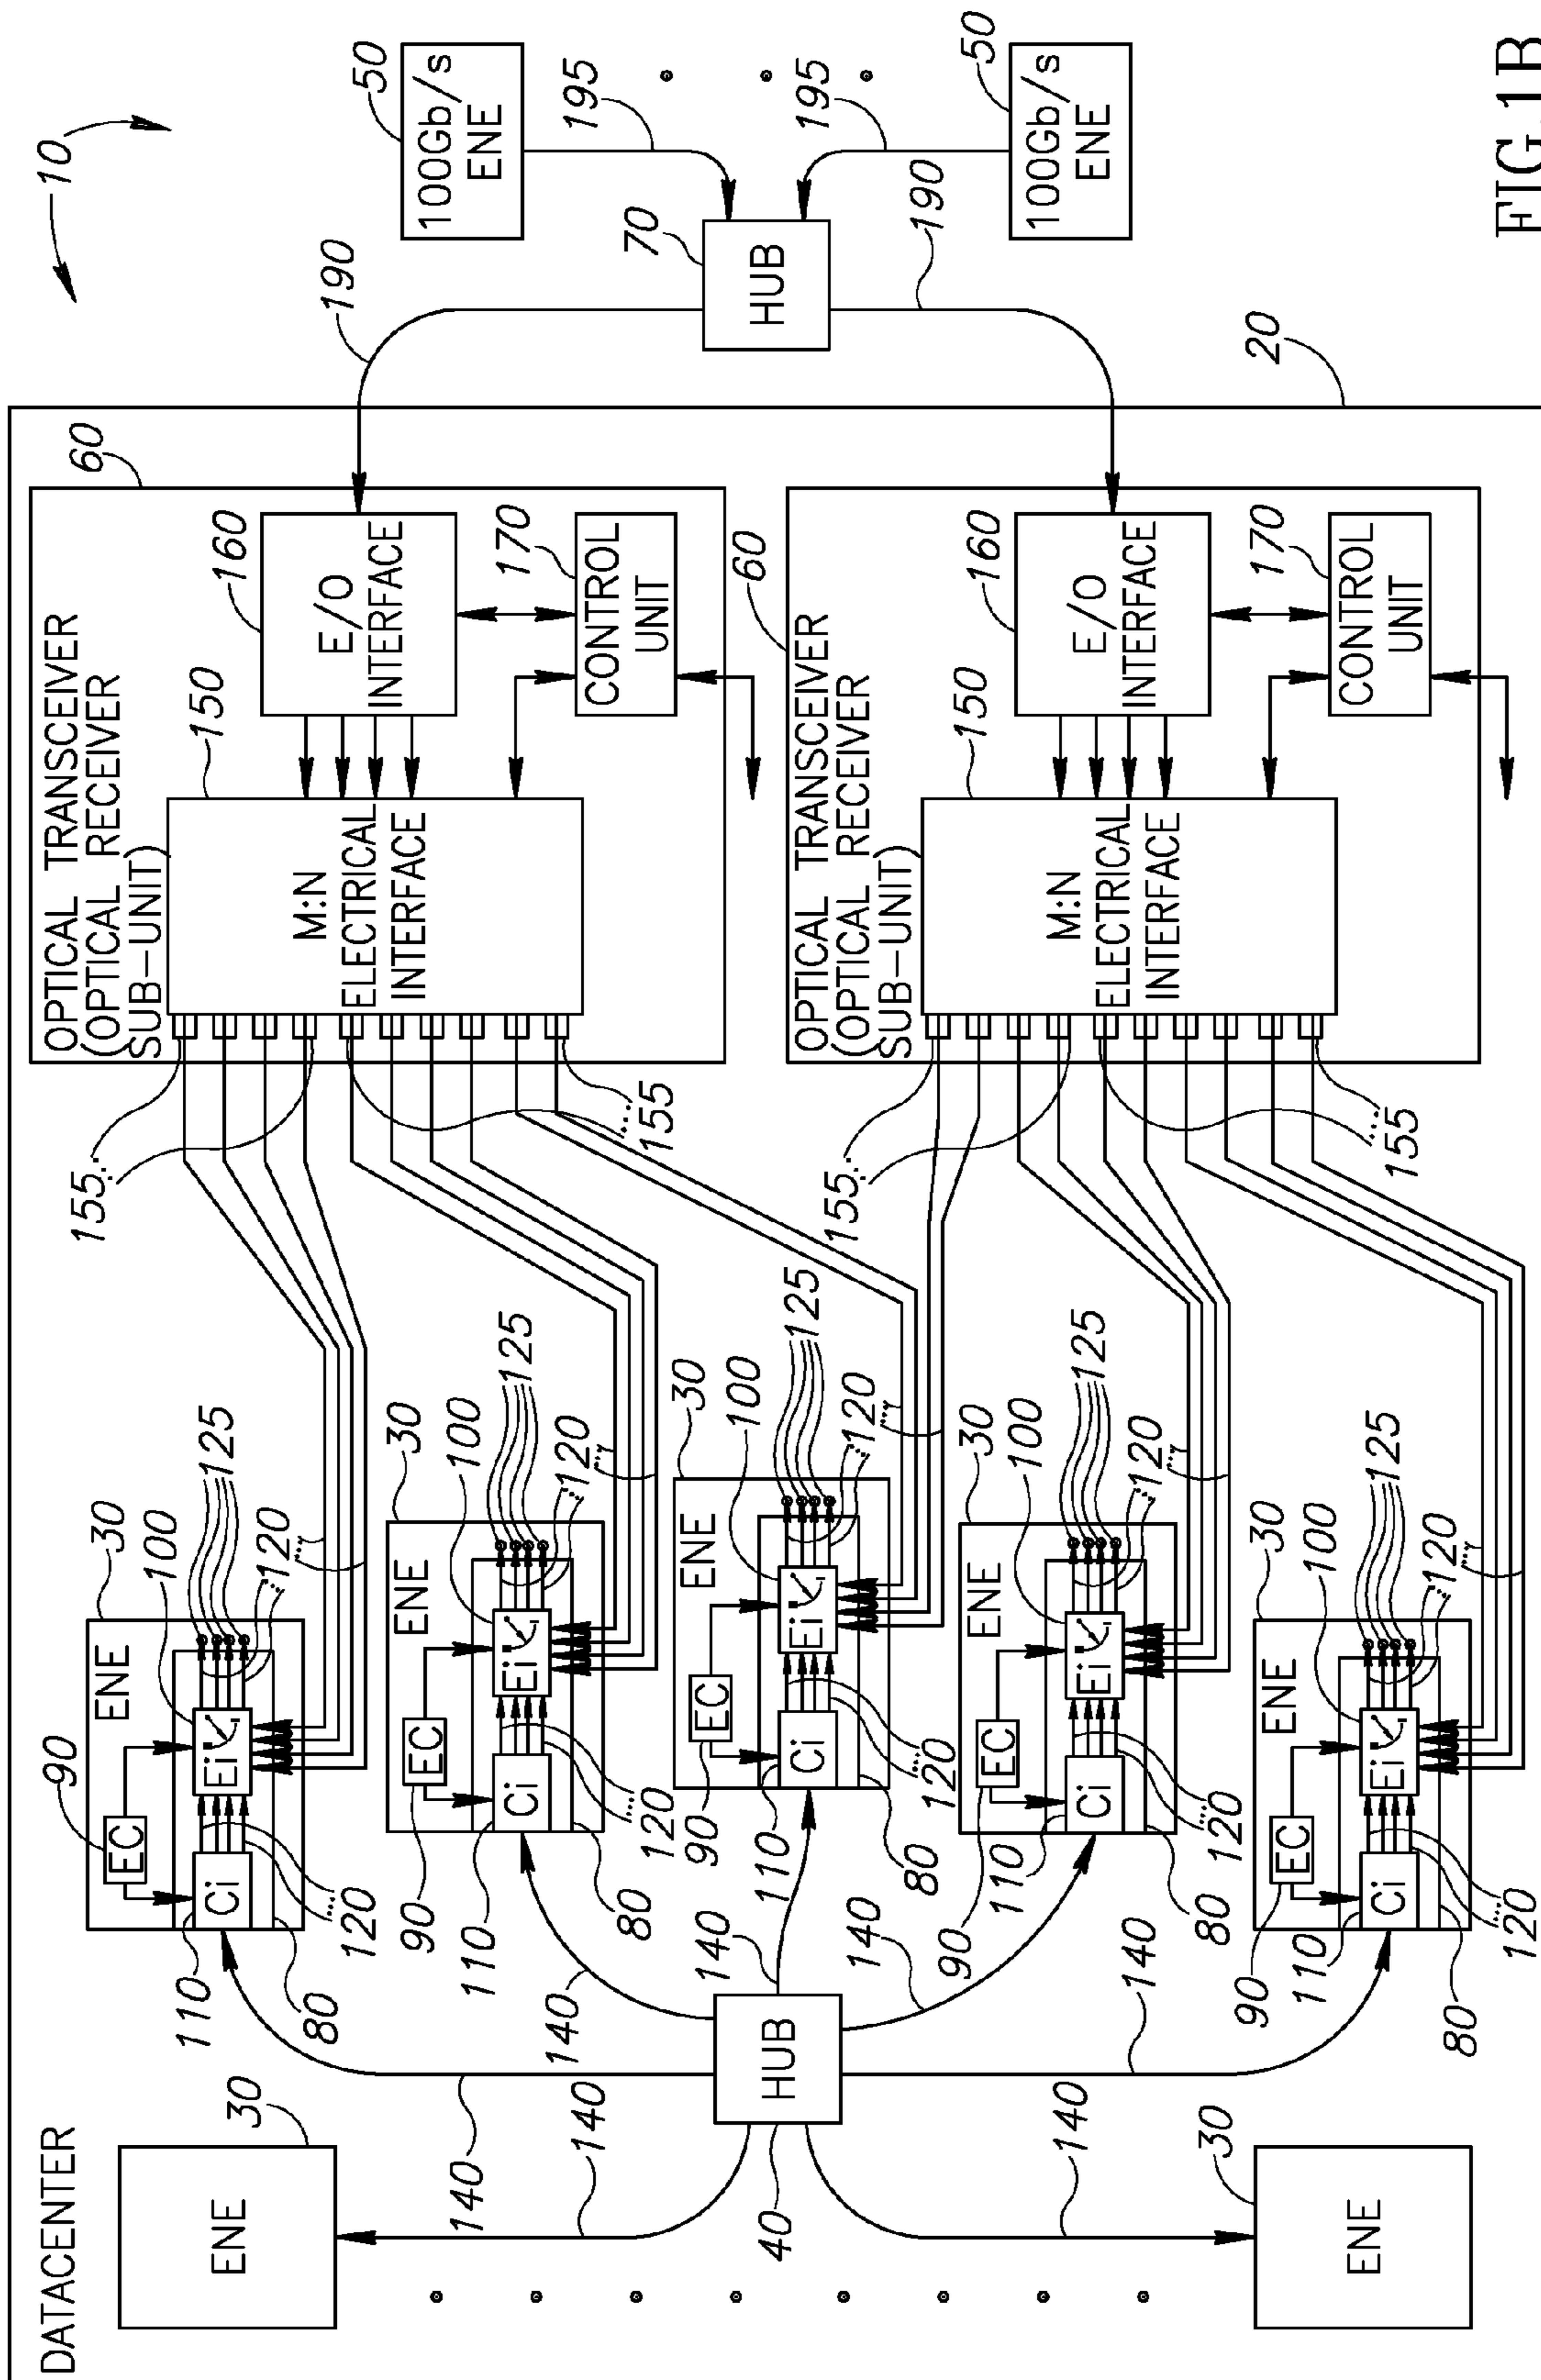 DATACENTER
ENE
30
ENE
30
140
140
140
140
140
140
140
HUB
40
ENE
30
EC
90
Ci
110
Ei
100
120
125
120
120
80
ENE
30
EC
90
Ci
110
Ei
100
120
125
120
120
80
ENE
30
EC
90
Ci
110
Ei
100
120
125
120
120
80
ENE
30
EC
90
Ci
110
Ei
100
120
125
120
120
80
ENE
30
EC
90
Ci
110
Ei
100
120
125
120
120
80
OPTICAL TRANSCEIVER
(OPTICAL RECEIVER
SUB-UNIT)
60
155
155
M:N
ELECTRICAL
INTERFACE
150
E/O
INTERFACE
160
CONTROL
UNIT
170
OPTICAL TRANSCEIVER
(OPTICAL RECEIVER
SUB-UNIT)
60
155
155
M:N
ELECTRICAL
INTERFACE
150
E/O
INTERFACE
160
CONTROL
UNIT
170
20
10
190
190
HUB
70
195
195
100Gb/s
ENE
50
100Gb/s
ENE
50
FIG.1B